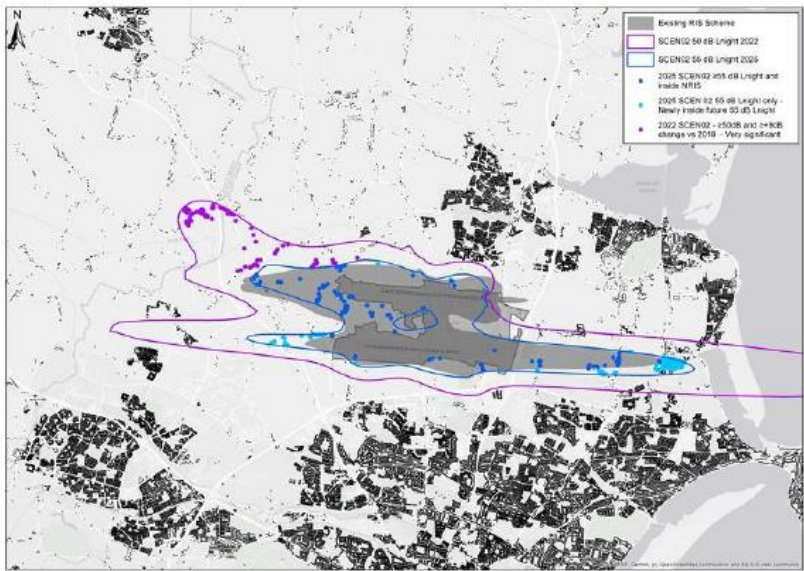 N
Existing RIS Scheme
SCEN02 50 dB Lnight 2022
SCEN02 55 dB Lnight 2025
2025 SCEN02 ≥55 dB Lnight and
inside NRIS
2025 SCEN 02 55 dB Lnight only -
Newly inside future 55 dB Lnight
2022 SCEN02 - ≥50dB and ≥+9dB
change vs 2019 - Very significant